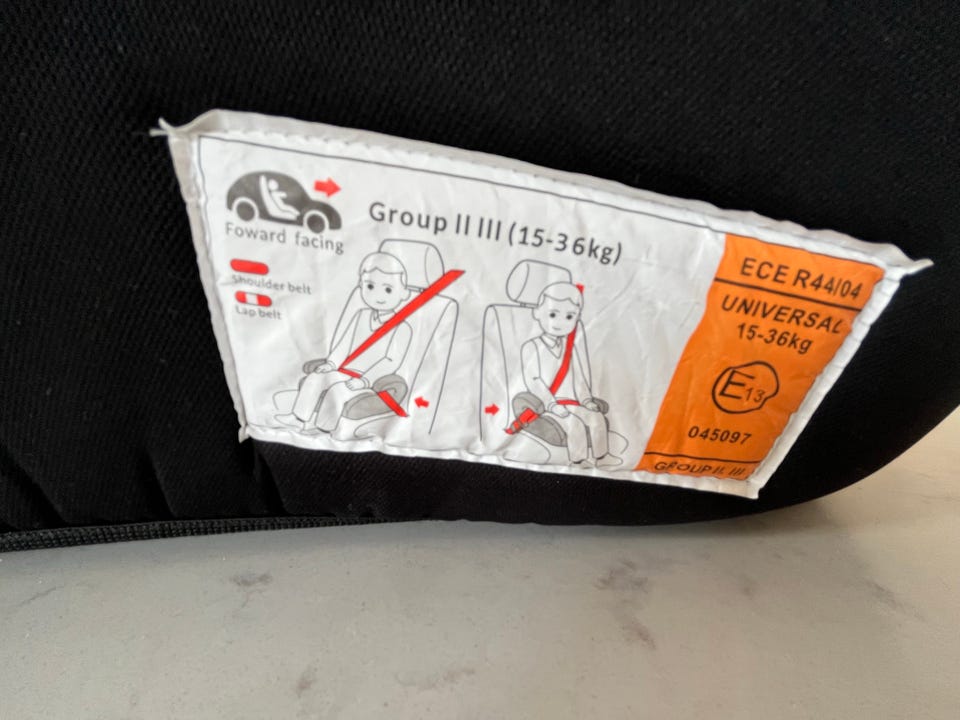 Foward facing
Shoulder belt
Lap belt
Group II III (15-36kg)
ECE R44/04
UNIVERSAL
15-36kg
E13
045097
GROUP II, III